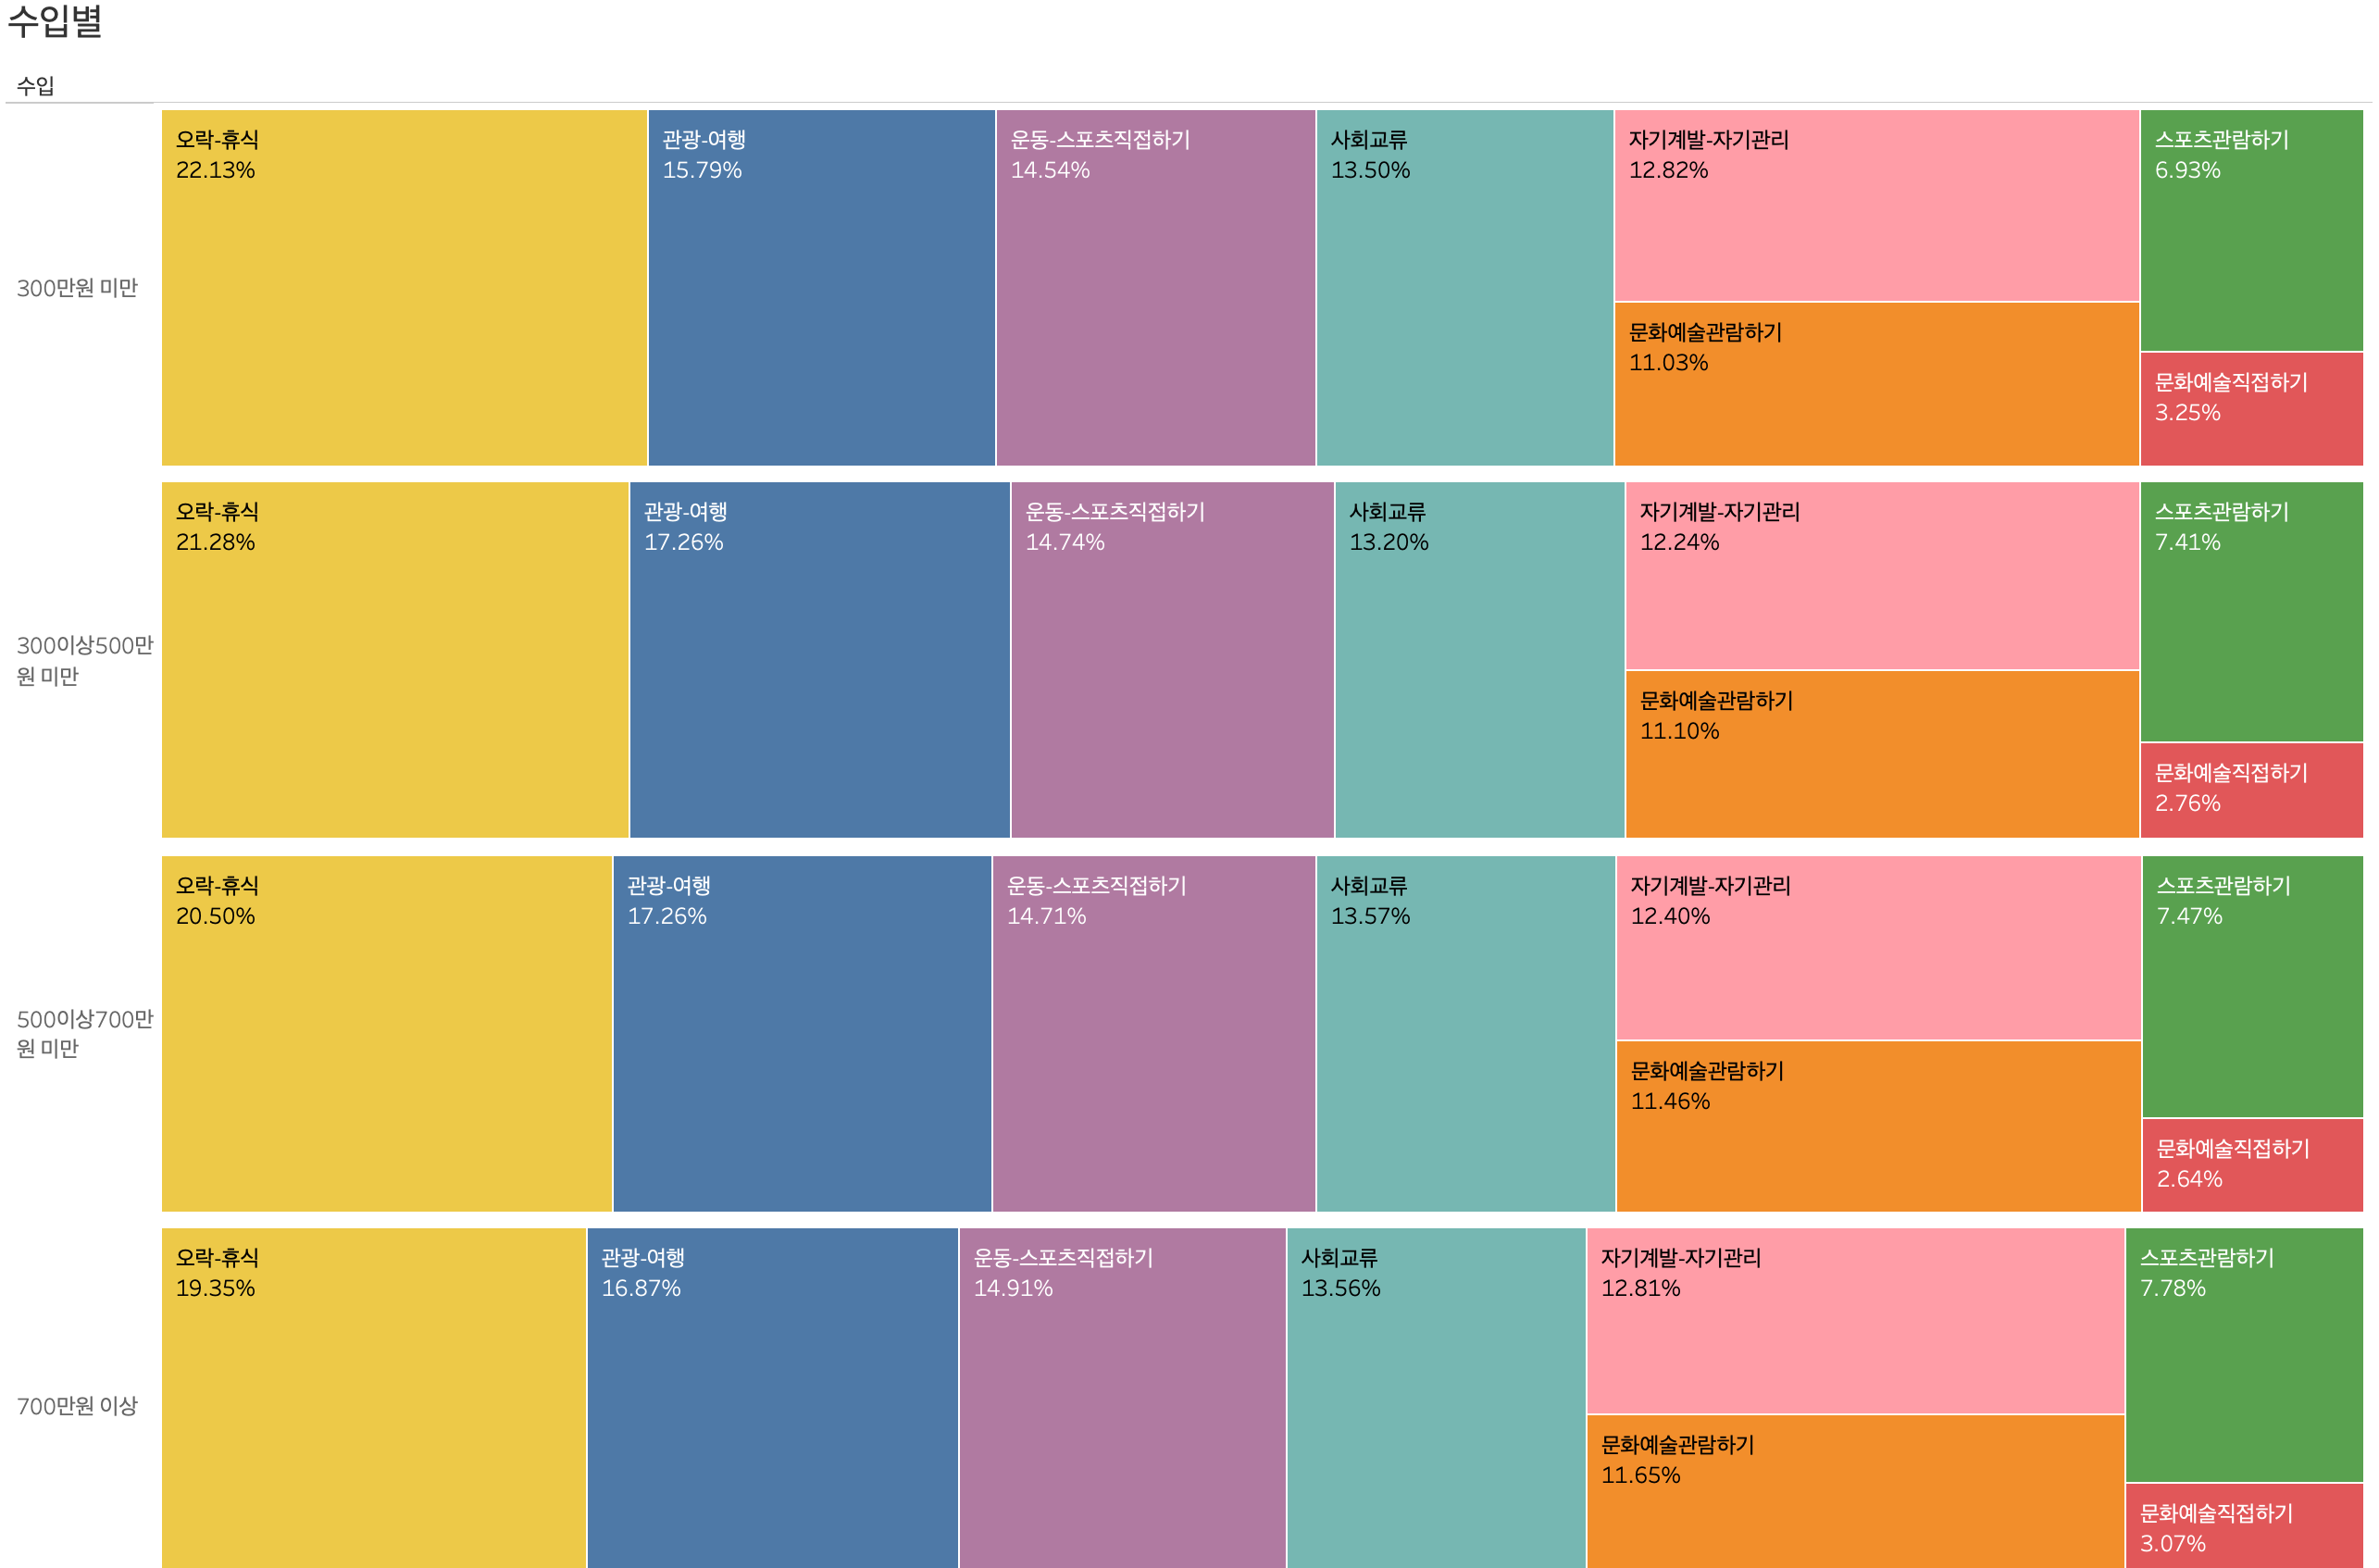 수입별
수입
300만원 미만
오락-휴식
22.13%
관광-여행
15.79%
운동-스포츠직접하기
14.54%
사회교류
13.50%
자기계발-자기관리
12.82%
문화예술관람하기
11.03%
스포츠관람하기
6.93%
문화예술직접하기
3.25%
300이상500만
원 미만
오락-휴식
21.28%
관광-여행
17.26%
운동-스포츠직접하기
14.74%
사회교류
13.20%
자기계발-자기관리
12.24%
문화예술관람하기
11.10%
스포츠관람하기
7.41%
문화예술직접하기
2.76%
500이상700만
원 미만
오락-휴식
20.50%
관광-여행
17.26%
운동-스포츠직접하기
14.71%
사회교류
13.57%
자기계발-자기관리
12.40%
문화예술관람하기
11.46%
스포츠관람하기
7.47%
문화예술직접하기
2.64%
700만원 이상
오락-휴식
19.35%
관광-여행
16.87%
운동-스포츠직접하기
14.91%
사회교류
13.56%
자기계발-자기관리
12.81%
문화예술관람하기
11.65%
스포츠관람하기
7.78%
문화예술직접하기
3.07%